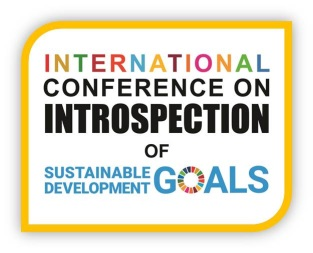 INTERNATIONAL
CONFERENCE ON
INTROSPECTION
OF
SUSTAINABLE
DEVELOPMENT GOALS